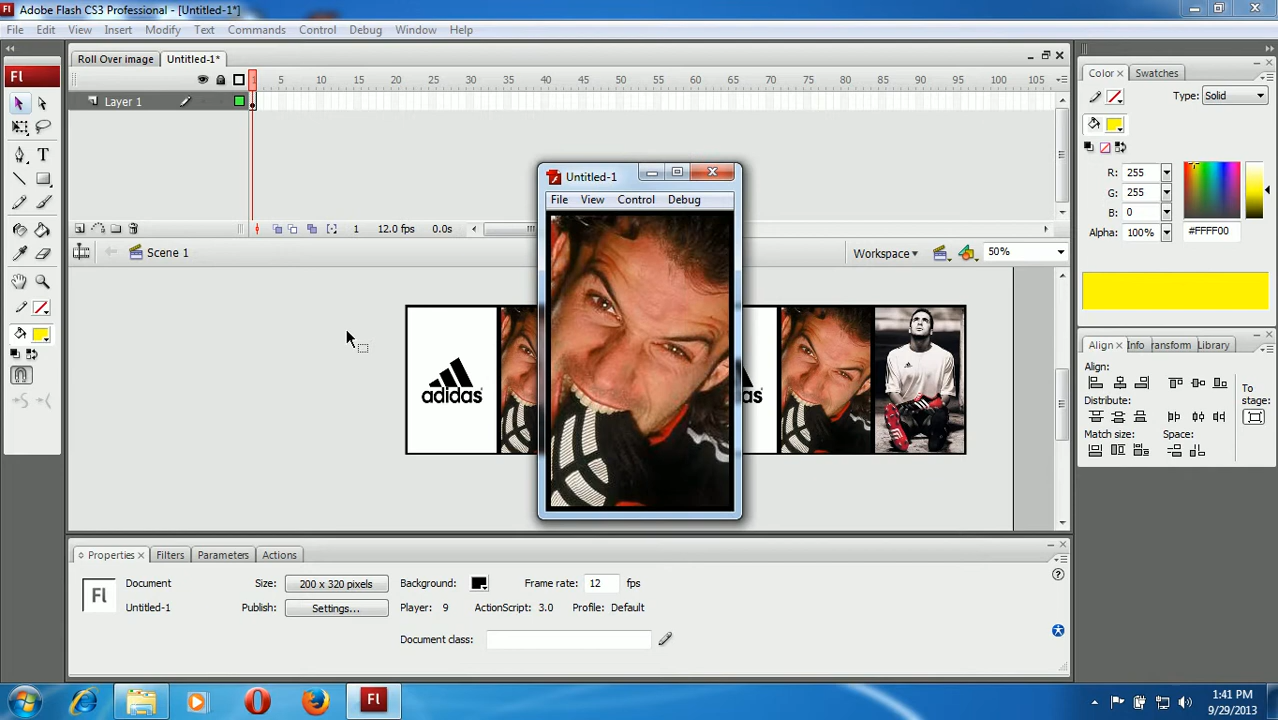 Adobe Flash CS3 Professional - [Untitled-1*]
File Edit View Insert Modify Text Commands Control Debug Window Help
Roll Over image Untitled-1*
1 5 10 15 20 25 30 35 40 45 50 55 60 65 70 75 80 85 90 95 100 105
Layer 1
1 12.0 fps 0.0s
Scene 1 Workspace 50%
Fl
Untitled-1
File View Control Debug
adidas
as
Color Swatches
Type: Solid
R: 255
G: 255
B: 0
Alpha: 100% #FFFF00
Align Info ransform Library
Align:
To
stage:
Distribute:
Match size: Space:
Properties Filters Parameters Actions
Fl
Document Size: 200 x 320 pixels Background: Frame rate: 12 fps
Untitled-1 Publish: Settings... Player: 9 ActionScript: 3.0 Profile: Default
Document class:
Fl
1:41 PM
9/29/2013